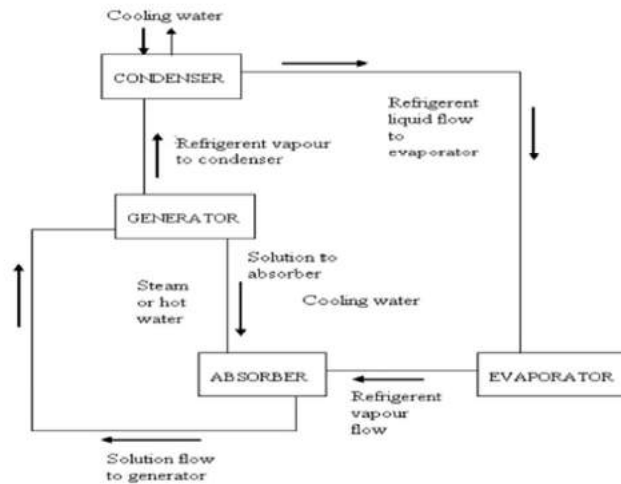 Cooling water
CONDENSER
Refrigerent
liquid flow
to
evaporator
Refrigerent vapour
to condenser
GENERATOR
Solution to
absorber
Steam
or hot
water
Cooling water
ABSORBER
EVAPORATOR
Refrigerent
vapour
flow
Solution flow
to generator